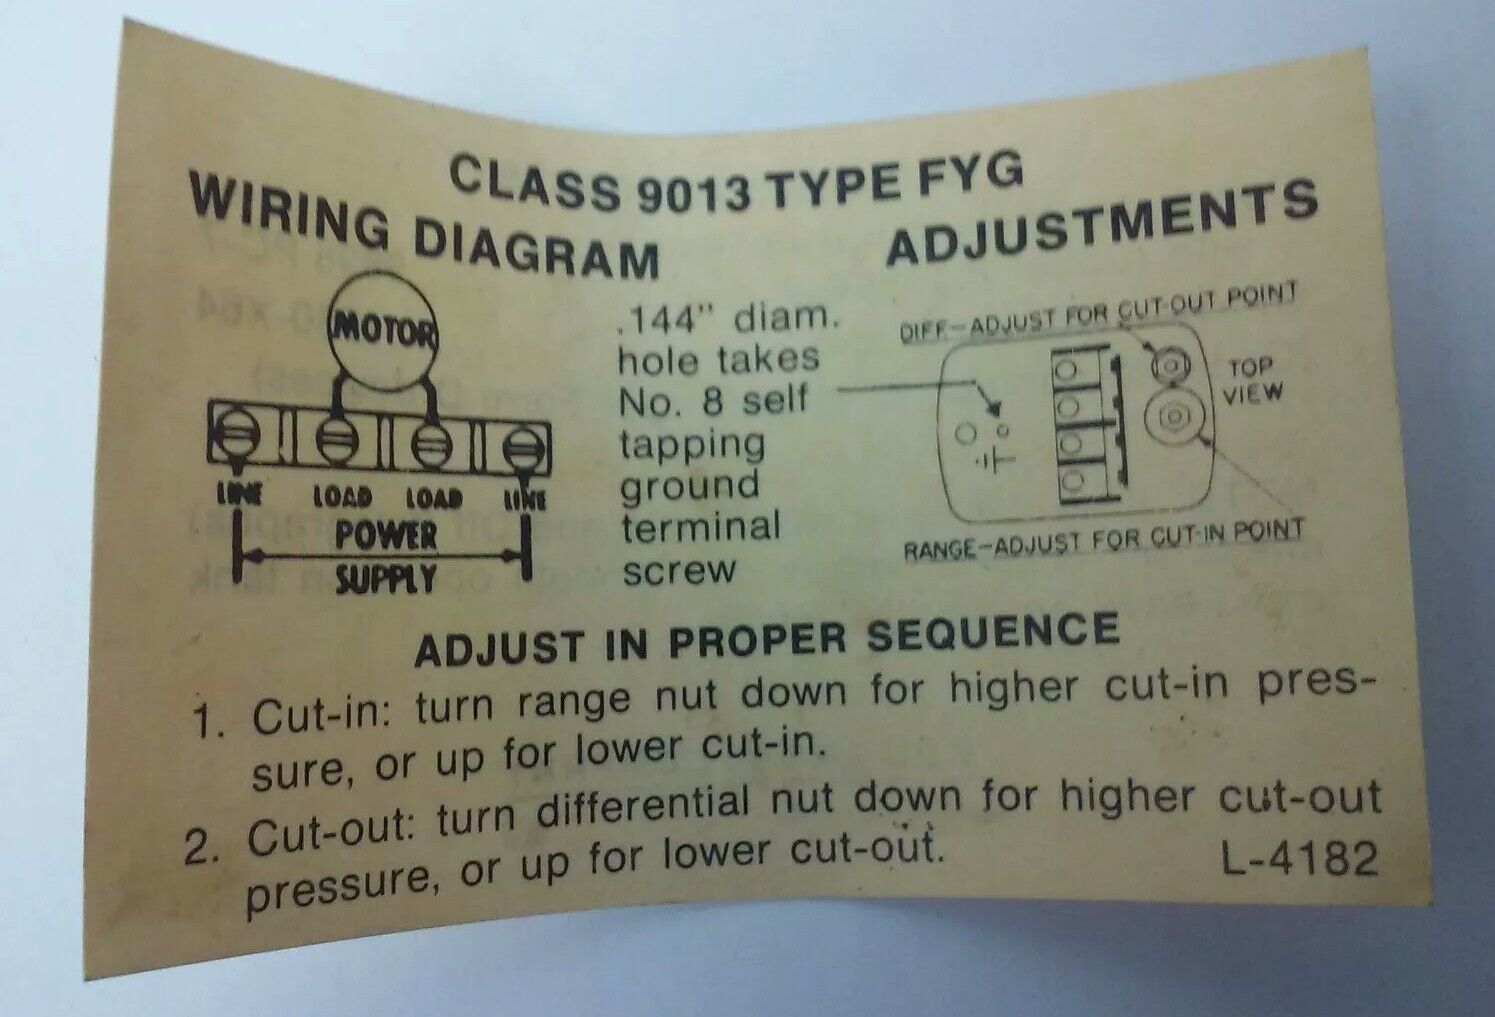 CLASS 9013 TYPE FYG
WIRING DIAGRAM
MOTOR
LINE LOAD LOAD LINE
POWER
SUPPLY
.144" diam.
hole takes
No. 8 self
tapping
ground
terminal
screw
ADJUSTMENTS
DIFF.-ADJUST FOR CUT-OUT POINT
TOP
VIEW
RANGE-ADJUST FOR CUT-IN POINT
ADJUST IN PROPER SEQUENCE
1. Cut-in: turn range nut down for higher cut-in pres-
sure, or up for lower cut-in.
2. Cut-out: turn differential nut down for higher cut-out
pressure, or up for lower cut-out.
L-4182